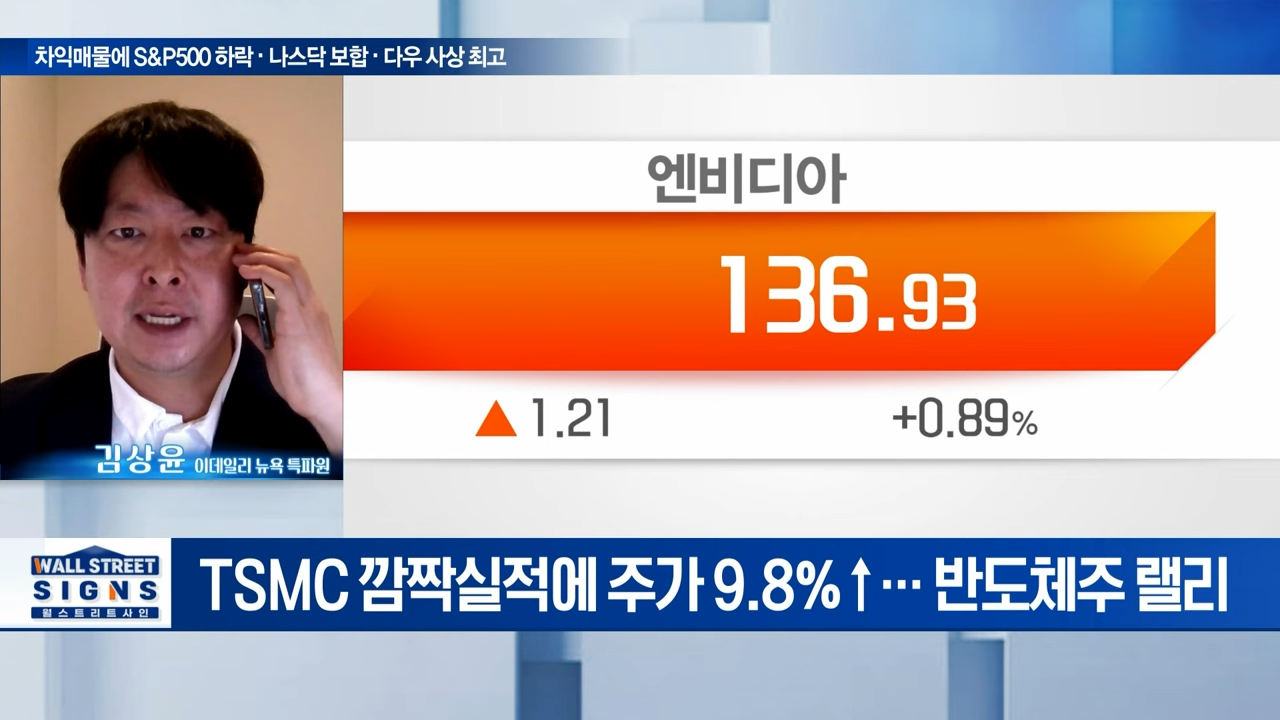 차익매물에 S&P500 하락· 나스닥 보합· 다우 사상 최고
엔비디아
136.93
▲ 1.21
+0.89%
김상윤 이데일리 뉴욕 특파원
WALL STREET
SIGNS
월스트리트사인
TSMC 깜짝실적에 주가 9.8%↑… 반도체주 랠리